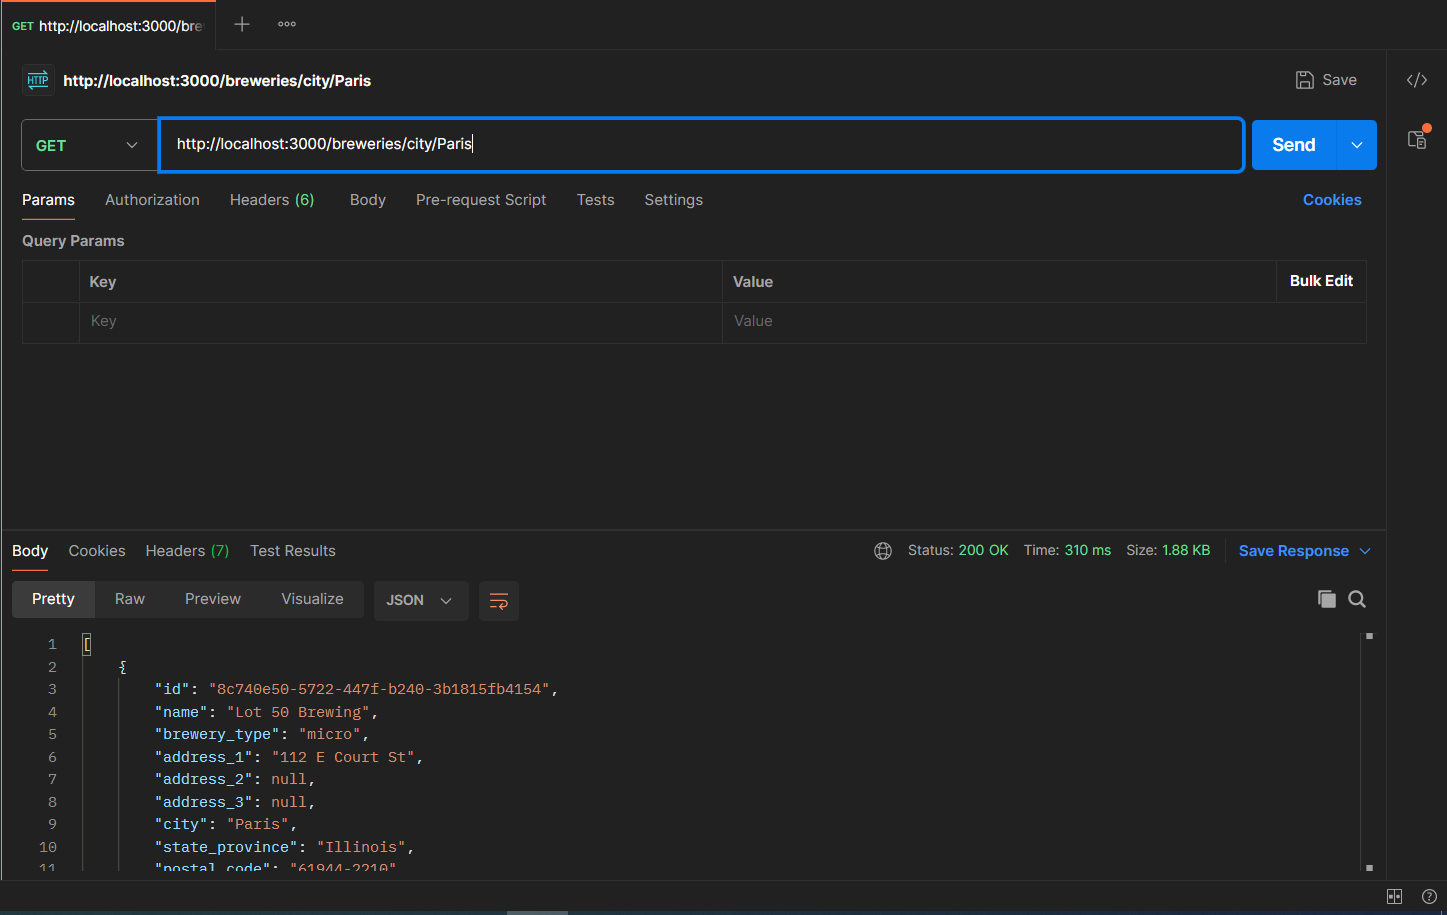 GET http://localhost:3000/bre
HTTP http://localhost:3000/breweries/city/Paris Save </>
GET http://localhost:3000/breweries/city/Paris Send
Params Authorization Headers (6) Body Pre-request Script Tests Settings Cookies
Query Params
Key Value Bulk Edit
Key Value
Body Cookies Headers (7) Test Results Status: 200 OK Time: 310 ms Size: 1.88 KB Save Response
Pretty Raw Preview Visualize JSON
1 [
2 {
3 "id": "8c740e50-5722-447f-b240-3b1815fb4154",
4 "name": "Lot 50 Brewing",
5 "brewery_type": "micro",
6 "address_1": "112 E Court St",
7 "address_2": null,
8 "address_3": null,
9 "city": "Paris",
10 "state_province": "Illinois",
11 "postal_code": "61944-2210"